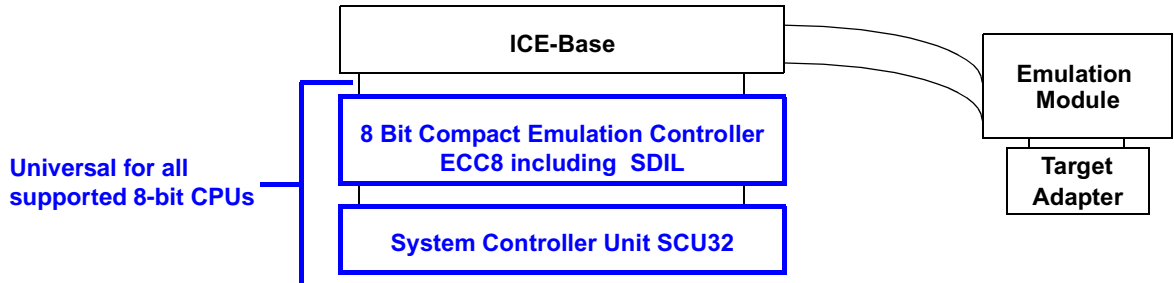 ICE-Base
Emulation
Module
8 Bit Compact Emulation Controller
ECC8 including SDIL
Universal for all
supported 8-bit CPUs
Target
Adapter
System Controller Unit SCU32